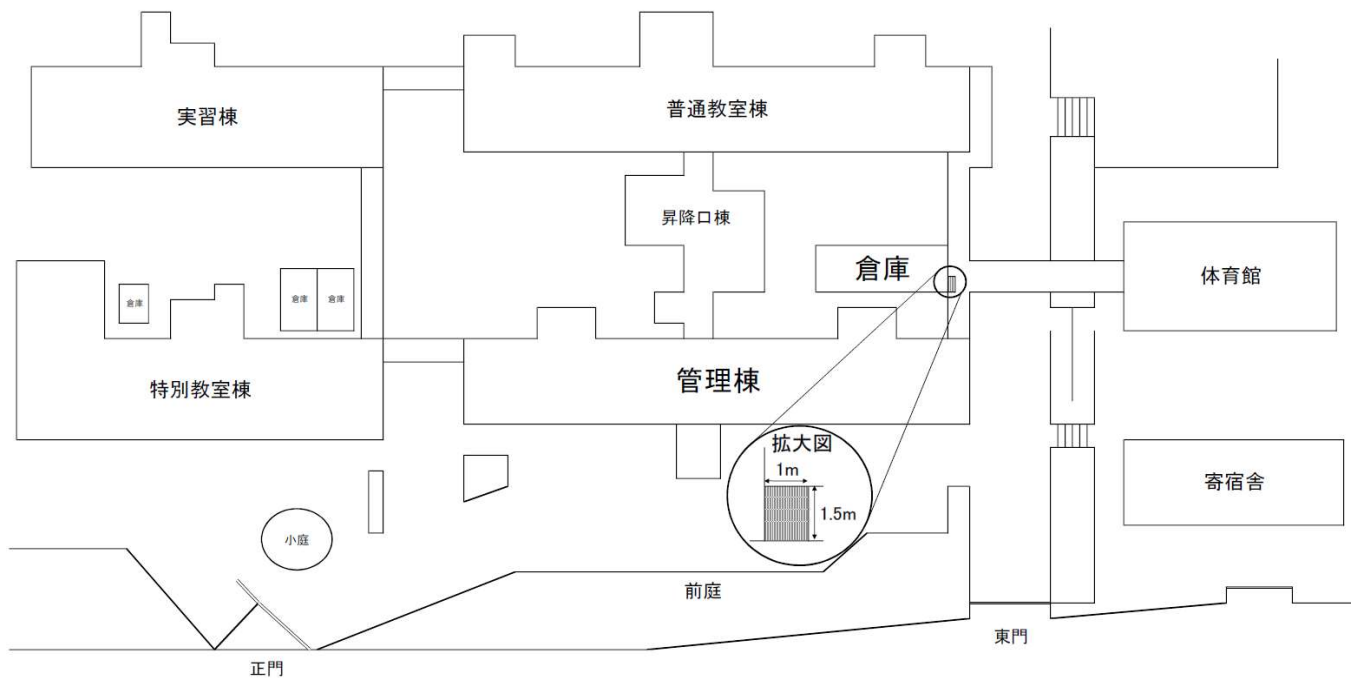 実習棟
普通教室棟
昇降口棟
倉庫
体育館
倉庫
倉庫
倉庫
特別教室棟
管理棟
拡大図
1m
1.5m
寄宿舎
小庭
前庭
東門
正門